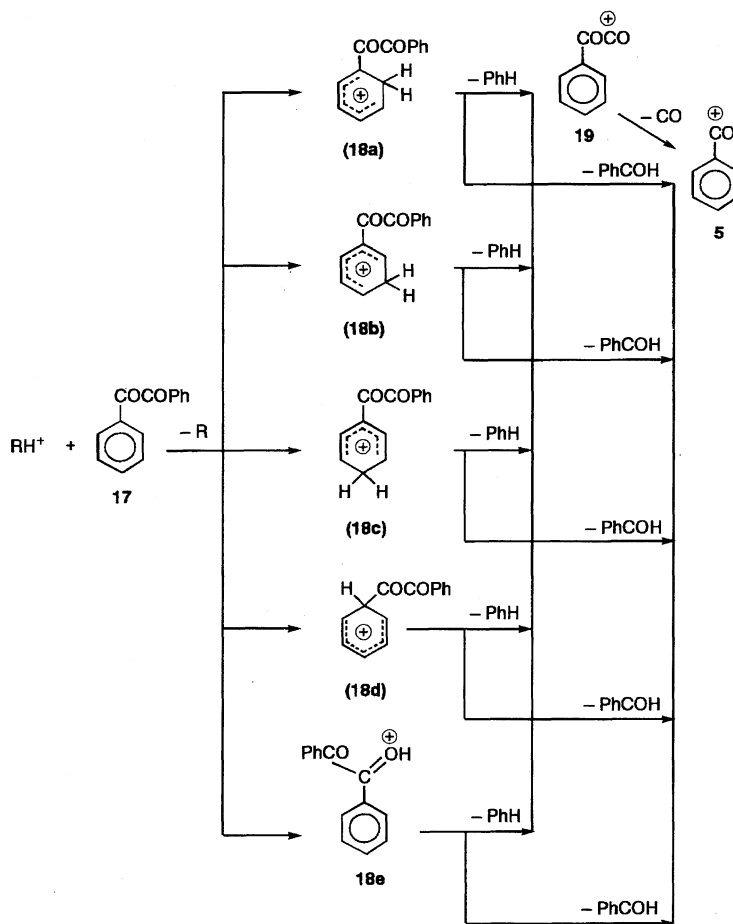 COCOPh
H
H
⊕
(18a)
– PhH
⊕
COCO
19
– CO
⊕
CO
5
– PhCOH
COCOPh
⊕
H
H
(18b)
– PhH
– PhCOH
RH⁺ +
COCOPh
17
– R
COCOPh
⊕
H H
(18c)
– PhH
– PhCOH
H COCOPh
⊕
(18d)
– PhH
– PhCOH
⊕
PhCO OH
C
18e
– PhH
– PhCOH